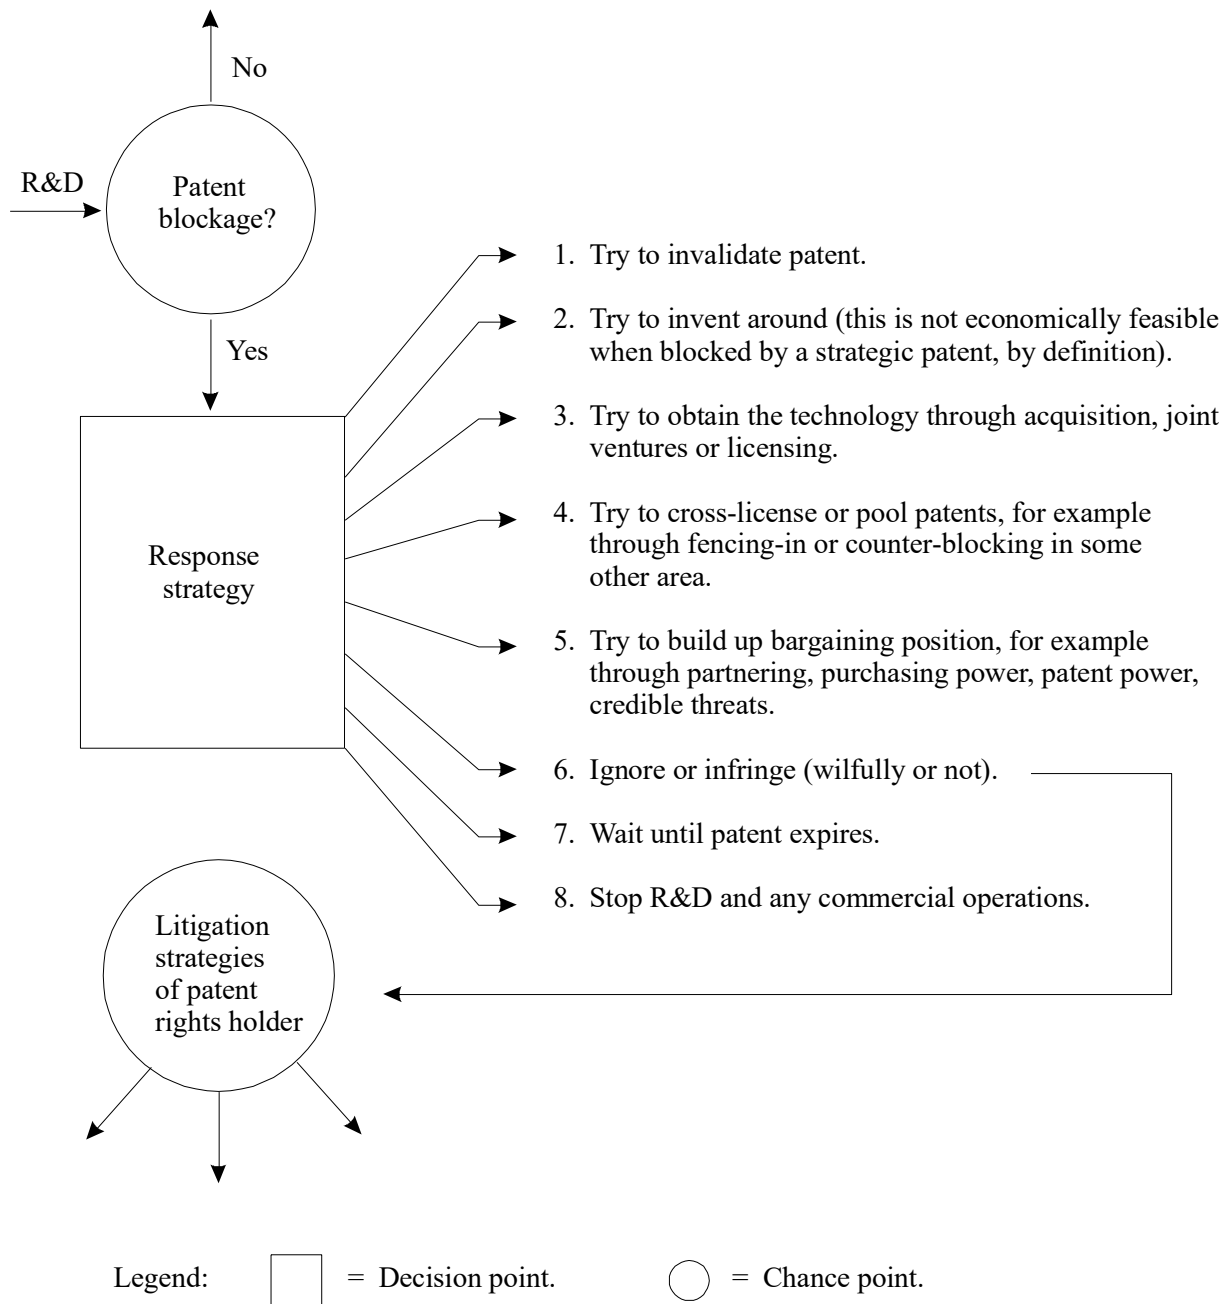 No
R&D
Patent
blockage?
Yes
1. Try to invalidate patent.
2. Try to invent around (this is not economically feasible
when blocked by a strategic patent, by definition).
3. Try to obtain the technology through acquisition, joint
ventures or licensing.
4. Try to cross-license or pool patents, for example
through fencing-in or counter-blocking in some
other area.
Response
strategy
5. Try to build up bargaining position, for example
through partnering, purchasing power, patent power,
credible threats.
6. Ignore or infringe (wilfully or not).
7. Wait until patent expires.
8. Stop R&D and any commercial operations.
Litigation
strategies
of patent
rights holder
Legend:
= Decision point.
= Chance point.